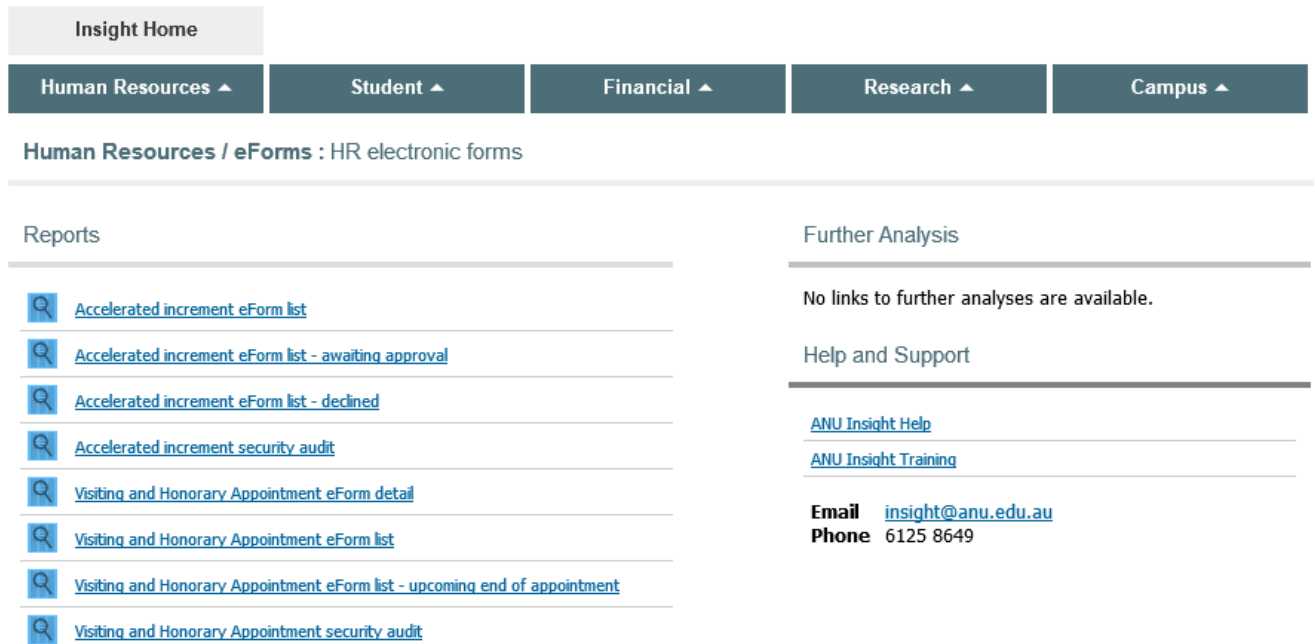 Insight Home
Human Resources
Student
Financial
Research
Campus
Human Resources / eForms : HR electronic forms
Reports
Accelerated increment eForm list
Accelerated increment eForm list - awaiting approval
Accelerated increment eForm list - declined
Accelerated increment security audit
Visiting and Honorary Appointment eForm detail
Visiting and Honorary Appointment eForm list
Visiting and Honorary Appointment eForm list - upcoming end of appointment
Visiting and Honorary Appointment security audit
Further Analysis
No links to further analyses are available.
Help and Support
ANU Insight Help
ANU Insight Training
Email insight@anu.edu.au
Phone 6125 8649